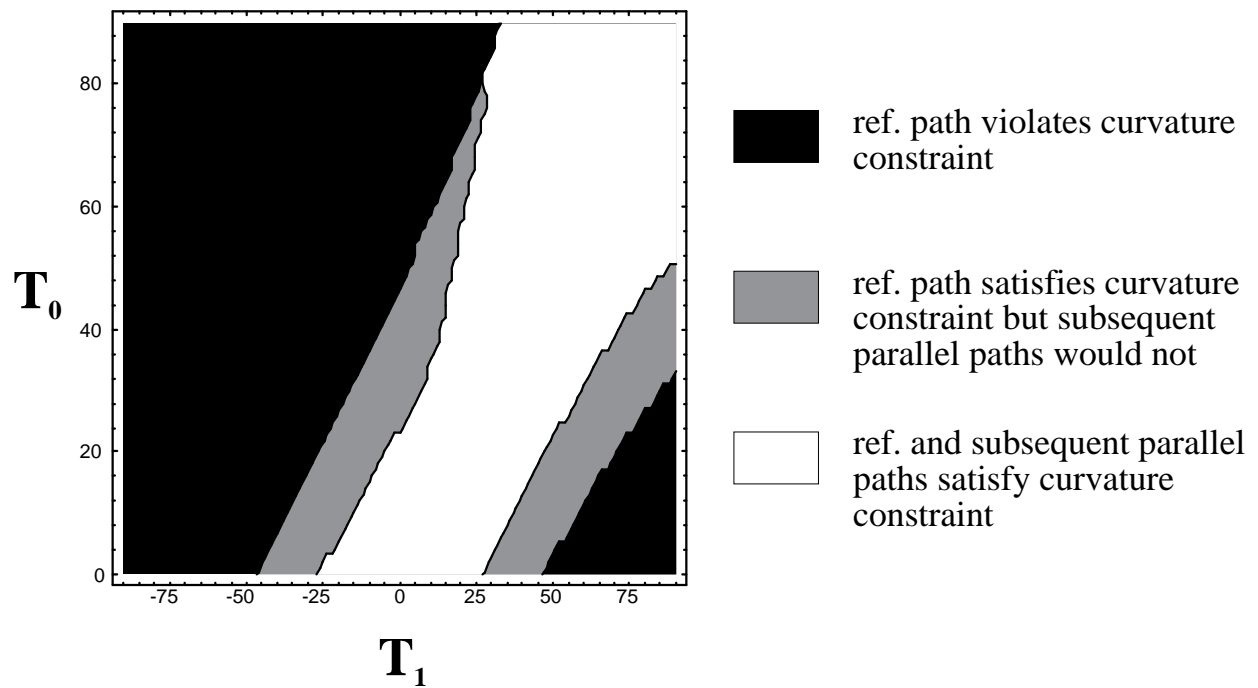 80
60
40
20
0
-75 -50 -25 0 25 50 75
T0
T1
ref. path violates curvature
constraint
ref. path satisfies curvature
constraint but subsequent
parallel paths would not
ref. and subsequent parallel
paths satisfy curvature
constraint